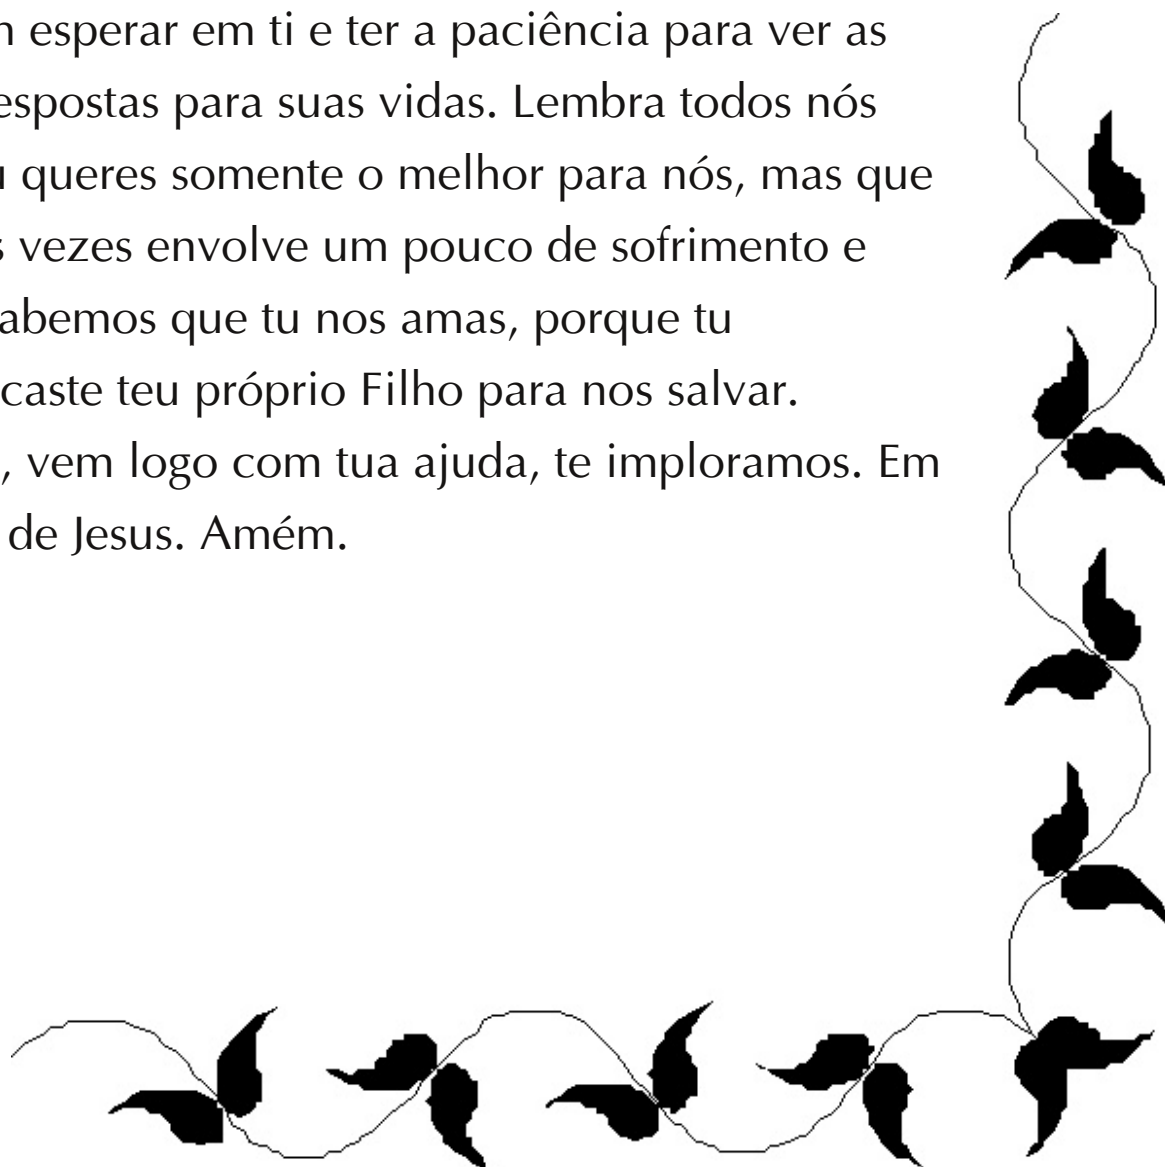 esperar em ti e ter a paciência para ver as
espostas para suas vidas. Lembra todos nós
queres somente o melhor para nós, mas que
vezes envolve um pouco de sofrimento e
abemos que tu nos amas, porque tu
caste teu próprio Filho para nos salvar.
, vem logo com tua ajuda, te imploramos. Em
de Jesus. Amém.